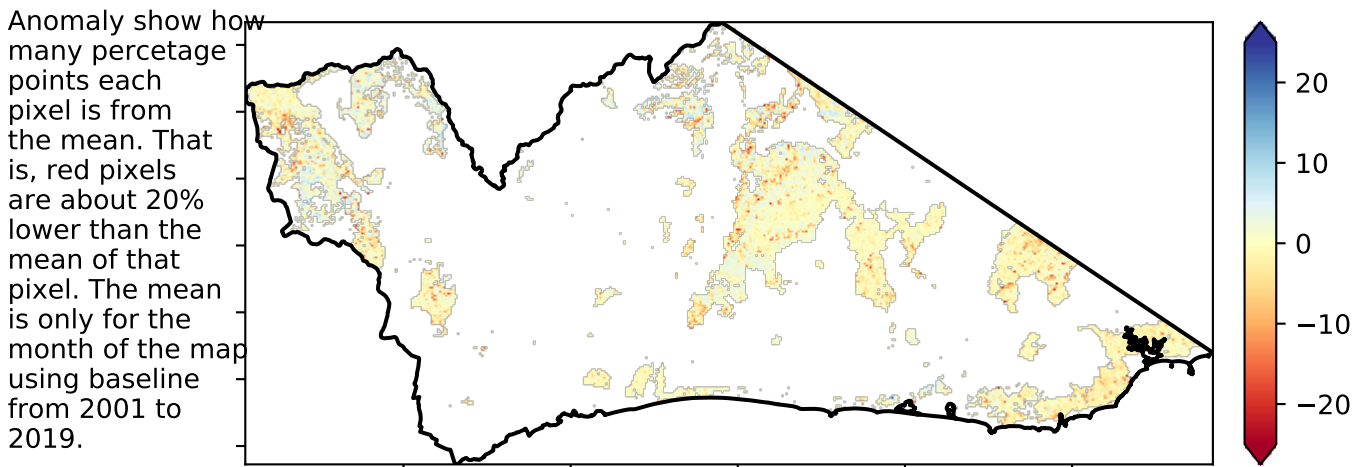 Anomaly show how
many percetage
points each
pixel is from
the mean. That
is, red pixels
are about 20%
lower than the
mean of that
pixel. The mean
is only for the
month of the map
using baseline
from 2001 to
2019.
20
10
0
−10
−20